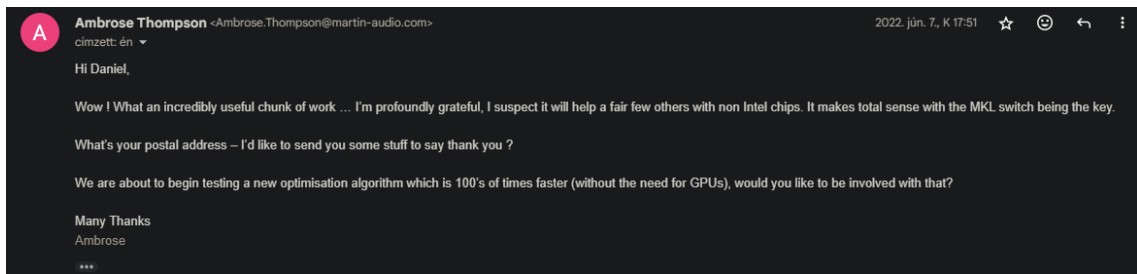 A
Ambrose Thompson <Ambrose.Thompson@martin-audio.com>
2022. jún. 7., K 17:51
címzett: én
Hi Daniel,
Wow ! What an incredibly useful chunk of work … I'm profoundly grateful, I suspect it will help a fair few others with non Intel chips. It makes total sense with the MKL switch being the key.
What's your postal address – I'd like to send you some stuff to say thank you ?
We are about to begin testing a new optimisation algorithm which is 100's of times faster (without the need for GPUs), would you like to be involved with that?
Many Thanks
Ambrose